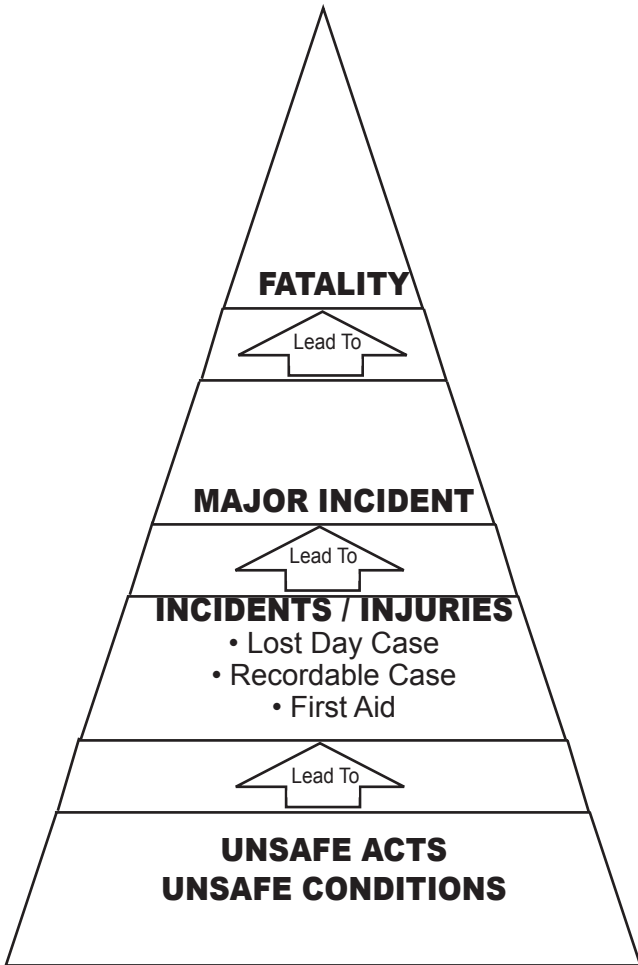 FATALITY
Lead To
MAJOR INCIDENT
Lead To
INCIDENTS / INJURIES
• Lost Day Case
• Recordable Case
• First Aid
Lead To
UNSAFE ACTS
UNSAFE CONDITIONS